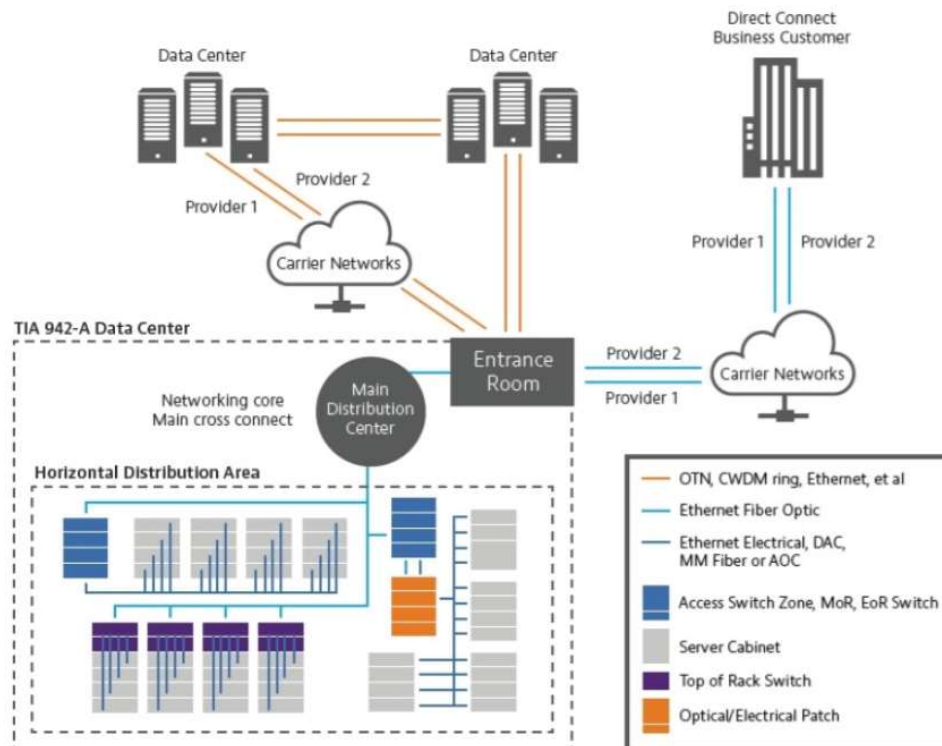 Data Center
Data Center
Direct Connect
Business Customer
Provider 2
Provider 1
Carrier Networks
Provider 1
Provider 2
TIA 942-A Data Center
Entrance
Room
Provider 2
Provider 1
Carrier Networks
Networking core
Main cross connect
Main
Distribution
Center
Horizontal Distribution Area
OTN, CWDM ring, Ethernet, et al
Ethernet Fiber Optic
Ethernet Electrical, DAC,
MM Fiber or AOC
Access Switch Zone, MoR, EoR Switch
Server Cabinet
Top of Rack Switch
Optical/Electrical Patch